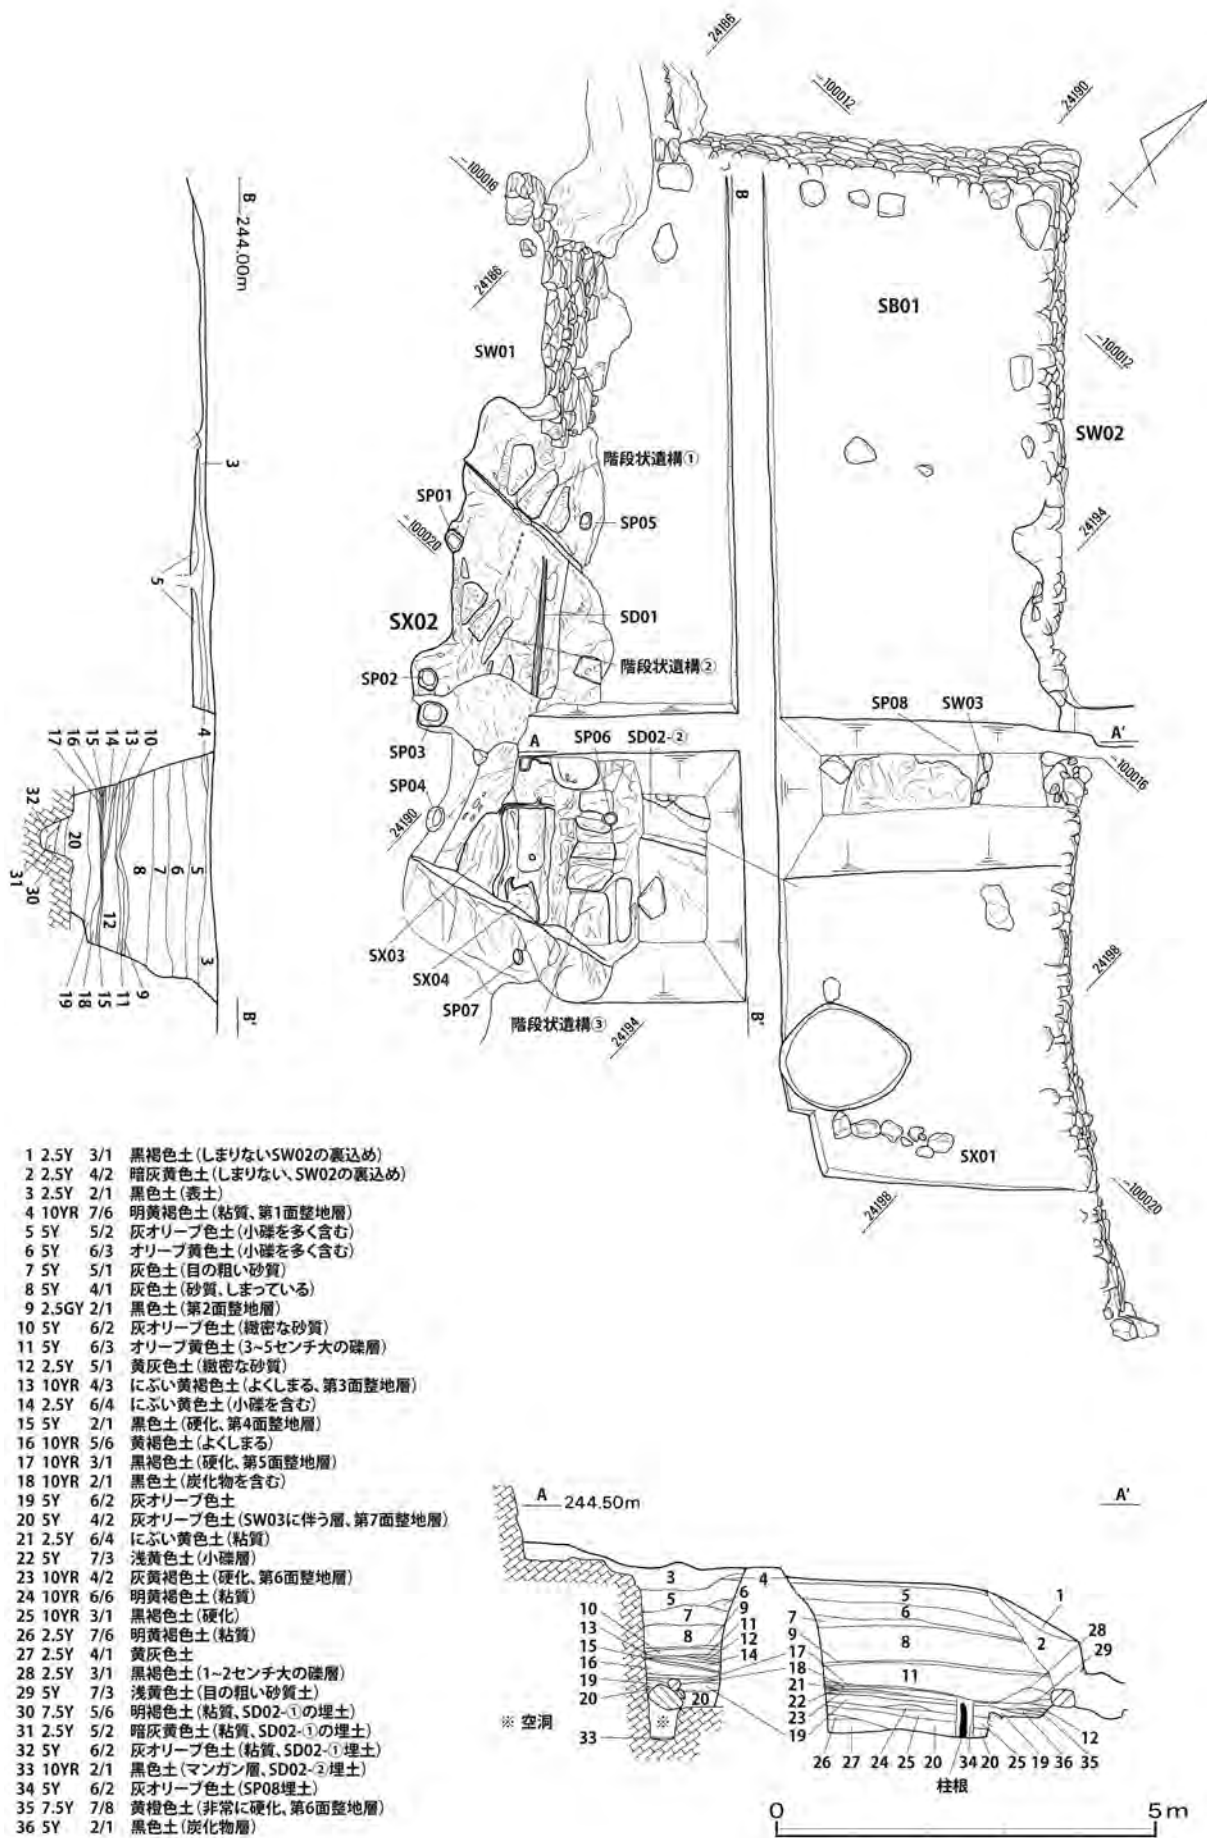 24186
-100012
24190
-100016
B
B 244.00m
24186
SB01
SW01
-100012
SW02
3
階段状遺構①
SP01
SP05
-100020
24194
5
SX02
SD01
階段状遺構②
SP02
SP08 SW03
4
SP03
A
SP06 SD02-②
A'
-100016
17 16 15 14 13 10
SP04
24190
32
31
30
20
12
8
7
6
5
3
SX03
SX04
SP07
階段状遺構③
24194
B'
24198
19 18 15 11 9
B'
SX01
24198
-100020
1 2.5Y 3/1 黒褐色土(しまりないSW02の裏込め)
2 2.5Y 4/2 暗灰黄色土(しまりない、SW02の裏込め)
3 2.5Y 2/1 黒色土(表土)
4 10YR 7/6 明黄褐色土(粘質、第1面整地層)
5 5Y 5/2 灰オリーブ色土(小礫を多く含む)
6 5Y 6/3 オリーブ黄色土(小礫を多く含む)
7 5Y 5/1 灰色土(目の粗い砂質)
8 5Y 4/1 灰色土(砂質、しまっている)
9 2.5GY 2/1 黒色土(第2面整地層)
10 5Y 6/2 灰オリーブ色土(緻密な砂質)
11 5Y 6/3 オリーブ黄色土(3~5センチ大の礫層)
12 2.5Y 5/1 黄灰色土(緻密な砂質)
13 10YR 4/3 にぶい黄褐色土(よくしまる、第3面整地層)
14 2.5Y 6/4 にぶい黄色土(小礫を含む)
15 5Y 2/1 黒色土(硬化、第4面整地層)
16 10YR 5/6 黄褐色土(よくしまる)
17 10YR 3/1 黒褐色土(硬化、第5面整地層)
18 10YR 2/1 黒色土(炭化物を含む)
19 5Y 6/2 灰オリーブ色土
20 5Y 4/2 灰オリーブ色土(SW03に伴う層、第7面整地層)
21 2.5Y 6/4 にぶい黄色土(粘質)
22 5Y 7/3 浅黄色土(小礫層)
23 10YR 4/2 灰黄褐色土(硬化、第6面整地層)
24 10YR 6/6 明黄褐色土(粘質)
25 10YR 3/1 黒褐色土(硬化)
26 2.5Y 7/6 明黄褐色土(粘質)
27 2.5Y 4/1 黄灰色土
28 2.5Y 3/1 黒褐色土(1~2センチ大の礫層)
29 5Y 7/3 浅黄色土(目の粗い砂質土)
30 7.5Y 5/6 明褐色土(粘質、SD02-①の埋土)
31 2.5Y 5/2 暗灰黄色土(粘質、SD02-①の埋土)
32 5Y 6/2 灰オリーブ色土(粘質、SD02-①埋土)
33 10YR 2/1 黒色土(マンガン層、SD02-②埋土)
34 5Y 6/2 灰オリーブ色土(SP08埋土)
35 7.5Y 7/8 黄橙色土(非常に硬化、第6面整地層)
36 5Y 2/1 黒色土(炭化物層)
A 244.50m
A'
3
4
5
6
7
8
9
10
11
12
13
14
15
16
19
20
20
33
※
※ 空洞
5
6
7
8
9
11
17
18
21
22
23
19
1
2
28
29
12
26 27 24 25 20 34 20 25 19 36 35
柱根
0 5m